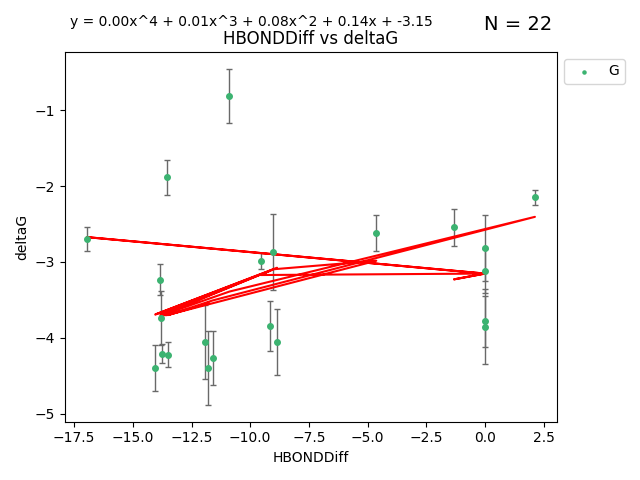 y = 0.00x^4 + 0.01x^3 + 0.08x^2 + 0.14x + -3.15
N = 22
HBONDDiff vs deltaG
G
deltaG
−1
−2
−3
−4
−5
−17.5 −15.0 −12.5 −10.0 −7.5 −5.0 −2.5 0.0 2.5
HBONDDiff